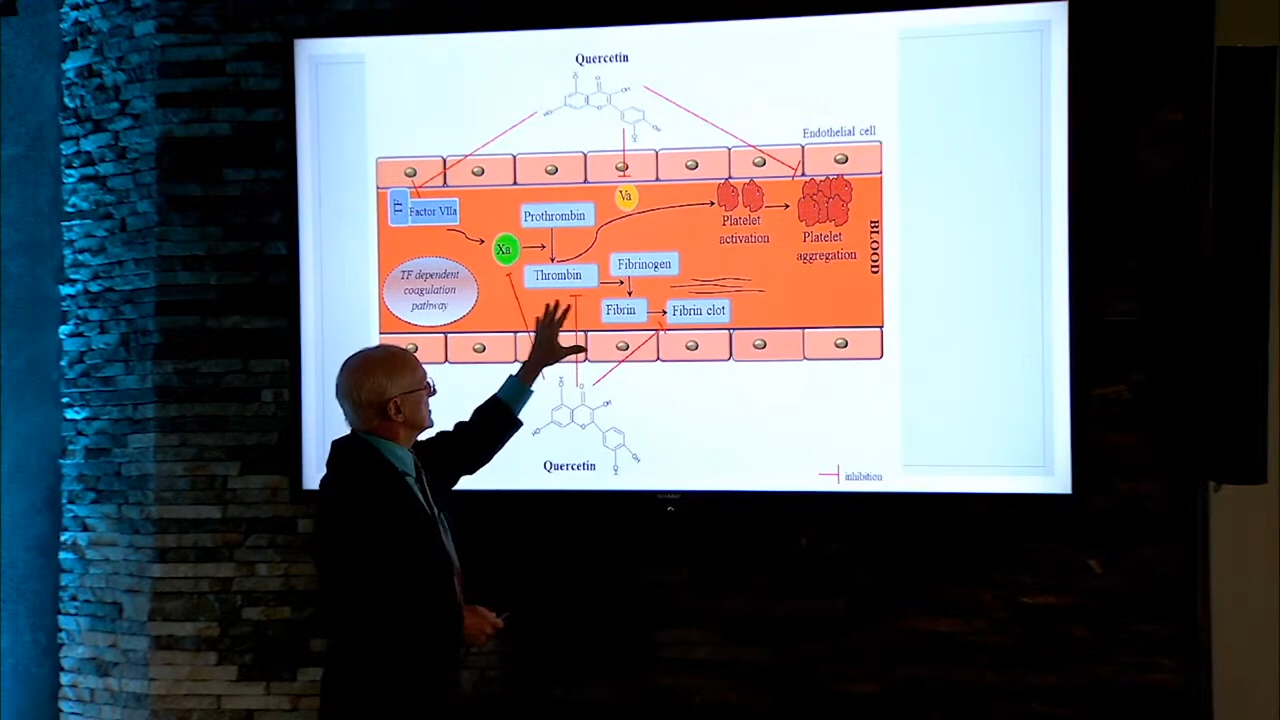 Quercetin
Endothelial cell
TF
Factor VIIa
Va
Prothrombin
Xa
Platelet
activation
Platelet
aggregation
BLOOD
TF dependent
coagulation
pathway
Thrombin
Fibrinogen
Fibrin
Fibrin clot
Quercetin
inhibition